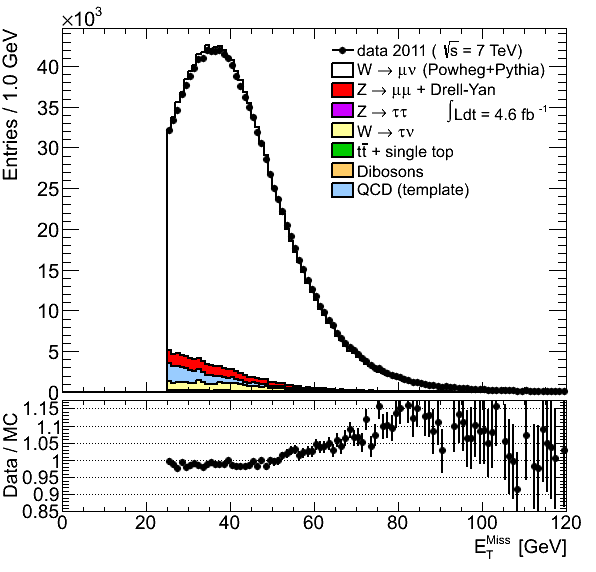 ×10³
Entries / 1.0 GeV
40
35
30
25
20
15
10
5
0
data 2011 ( √s = 7 TeV)
W → μν (Powheg+Pythia)
Z → μμ + Drell-Yan
Z → ττ
∫Ldt = 4.6 fb⁻¹
W → τν
tt̄ + single top
Dibosons
QCD (template)
Data / MC
1.15
1.1
1.05
1
0.95
0.9
0.85
0 20 40 60 80 100 120
E_T^Miss [GeV]